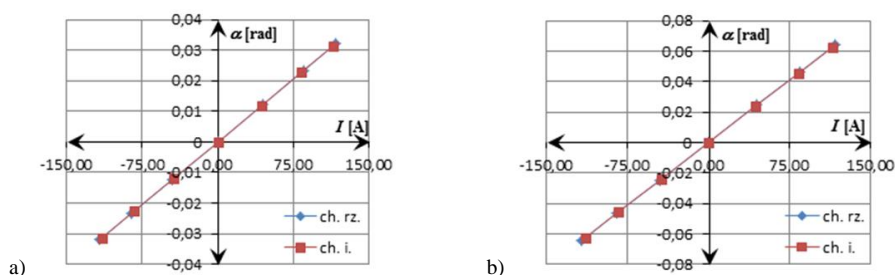 0,04
α [rad]
0,03
0,02
0,01
I [A]
0
-150,00 -75,00 0,00 75,00 150,00
-0,01
-0,02
-0,03
-0,04
ch. rz.
ch. i.
a)
0,08
α [rad]
0,06
0,04
0,02
I [A]
0
-150,00 -75,00 0,00 75,00 150,00
-0,02
-0,04
-0,06
-0,08
ch. rz.
ch. i.
b)